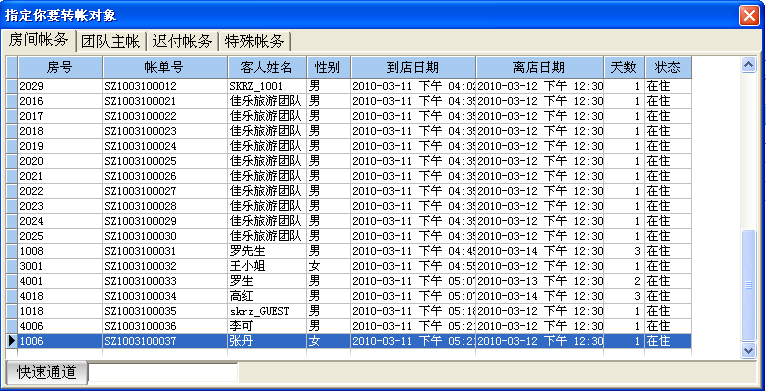 指定你要转帐对象
房间帐务 团队主帐 迟付帐务 特殊帐务
房号 帐单号 客人姓名 性别 到店日期 离店日期 天数 状态
2029 SZ1003100012 SKRZ_1001 男 2010-03-11 下午 04:02 2010-03-12 下午 12:30 1 在住
2016 SZ1003100021 佳乐旅游团队 男 2010-03-11 下午 04:35 2010-03-12 下午 12:30 1 在住
2017 SZ1003100022 佳乐旅游团队 男 2010-03-11 下午 04:35 2010-03-12 下午 12:30 1 在住
2018 SZ1003100023 佳乐旅游团队 男 2010-03-11 下午 04:35 2010-03-12 下午 12:30 1 在住
2019 SZ1003100024 佳乐旅游团队 男 2010-03-11 下午 04:35 2010-03-12 下午 12:30 1 在住
2020 SZ1003100025 佳乐旅游团队 男 2010-03-11 下午 04:35 2010-03-12 下午 12:30 1 在住
2021 SZ1003100026 佳乐旅游团队 男 2010-03-11 下午 04:35 2010-03-12 下午 12:30 1 在住
2022 SZ1003100027 佳乐旅游团队 男 2010-03-11 下午 04:35 2010-03-12 下午 12:30 1 在住
2023 SZ1003100028 佳乐旅游团队 男 2010-03-11 下午 04:35 2010-03-12 下午 12:30 1 在住
2024 SZ1003100029 佳乐旅游团队 男 2010-03-11 下午 04:35 2010-03-12 下午 12:30 1 在住
2025 SZ1003100030 佳乐旅游团队 男 2010-03-11 下午 04:35 2010-03-12 下午 12:30 1 在住
1008 SZ1003100031 罗先生 男 2010-03-11 下午 04:45 2010-03-14 下午 12:30 3 在住
3001 SZ1003100032 王小姐 女 2010-03-11 下午 04:55 2010-03-12 下午 12:30 1 在住
4001 SZ1003100033 罗生 男 2010-03-11 下午 05:07 2010-03-13 下午 12:30 2 在住
4018 SZ1003100034 高红 男 2010-03-11 下午 05:07 2010-03-14 下午 12:30 3 在住
1018 SZ1003100035 skrz_GUEST 男 2010-03-11 下午 05:18 2010-03-12 下午 12:30 1 在住
4006 SZ1003100036 李可 男 2010-03-11 下午 05:21 2010-03-12 下午 12:30 1 在住
1006 SZ1003100037 张丹 女 2010-03-11 下午 05:21 2010-03-12 下午 12:30 1 在住
快速通道